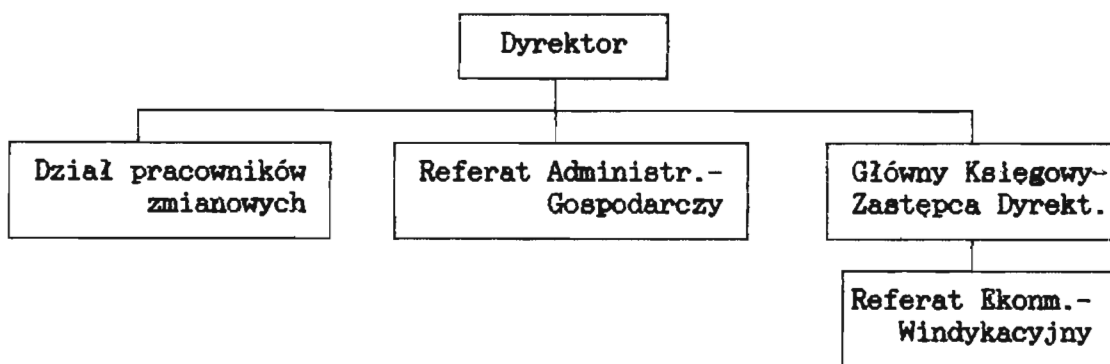 Dyrektor
Dział pracowników
zmianowych
Referat Administr.-
Gospodarczy
Główny Księgowy-
Zastępca Dyrekt.
Referat Ekonm.-
Windykacyjny